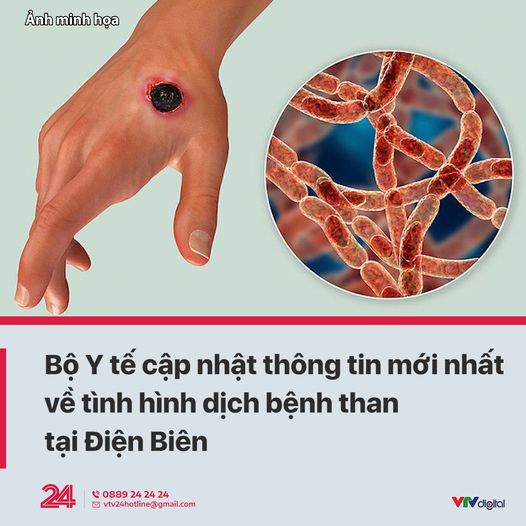 Ảnh minh họa
Bộ Y tế cập nhật thông tin mới nhất
về tình hình dịch bệnh than
tại Điện Biên
24
0889 24 24 24
vtv24hotline@gmail.com
VTVdigital